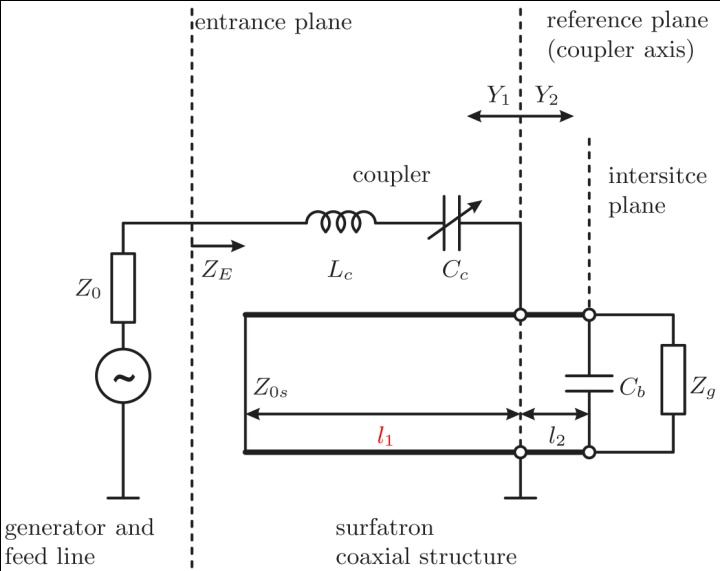 entrance plane
reference plane
(coupler axis)
Y1 Y2
coupler
intersitce
plane
ZE
Lc
Cc
Z0
Z0s
Cb
Zg
l1
l2
generator and
feed line
surfatron
coaxial structure